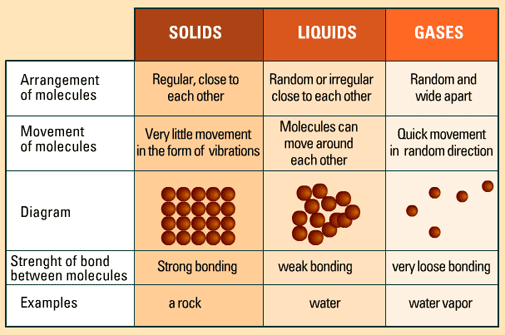 SOLIDS LIQUIDS GASES
Arrangement
of molecules
Regular, close to
each other
Random or irregular
close to each other
Random and
wide apart
Movement
of molecules
Very little movement
in the form of vibrations
Molecules can
move around
each other
Quick movement
in random direction
Diagram
Strenght of bond
between molecules
Strong bonding
weak bonding
very loose bonding
Examples
a rock
water
water vapor